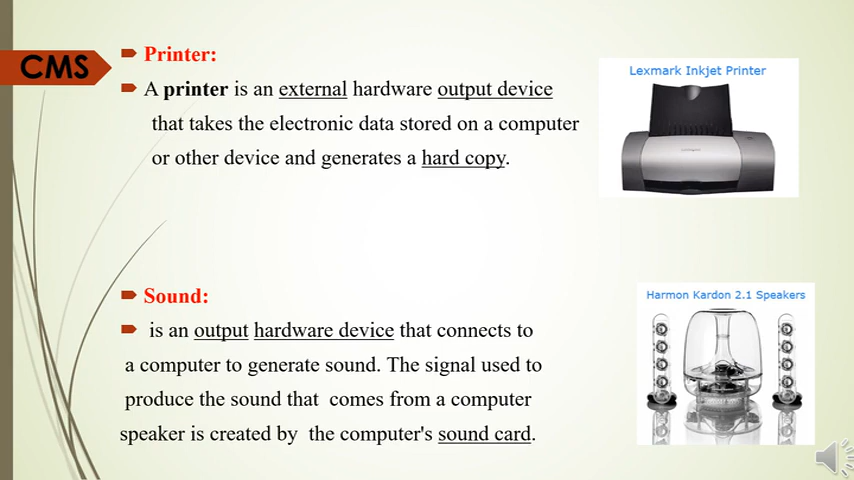 CMS
Printer:
A printer is an external hardware output device
that takes the electronic data stored on a computer
or other device and generates a hard copy.
Lexmark Inkjet Printer
Sound:
is an output hardware device that connects to
a computer to generate sound. The signal used to
produce the sound that comes from a computer
speaker is created by the computer's sound card.
Harmon Kardon 2.1 Speakers